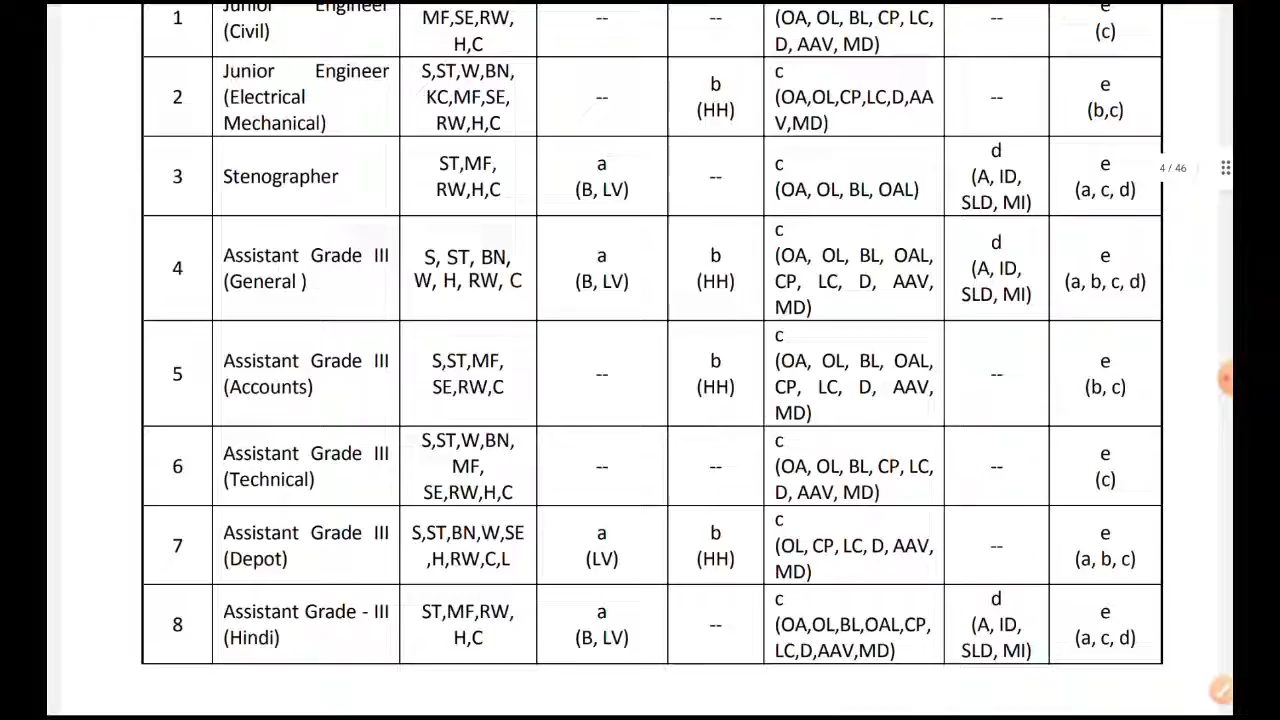 1
Junior Engineer
(Civil)
MF,SE,RW,
H,C
--
--
(OA, OL, BL, CP, LC,
D, AAV, MD)
--
e
(c)
2
Junior Engineer
(Electrical
Mechanical)
S,ST,W,BN,
KC,MF,SE,
RW,H,C
--
b
(HH)
c
(OA,OL,CP,LC,D,AA
V,MD)
--
e
(b,c)
3
Stenographer
ST,MF,
RW,H,C
a
(B, LV)
--
c
(OA, OL, BL, OAL)
d
(A, ID,
SLD, MI)
e
(a, c, d)
4 / 46
4
Assistant Grade III
(General )
S, ST, BN,
W, H, RW, C
a
(B, LV)
b
(HH)
c
(OA, OL, BL, OAL,
CP, LC, D, AAV,
MD)
d
(A, ID,
SLD, MI)
e
(a, b, c, d)
5
Assistant Grade III
(Accounts)
S,ST,MF,
SE,RW,C
--
b
(HH)
c
(OA, OL, BL, OAL,
CP, LC, D, AAV,
MD)
--
e
(b, c)
6
Assistant Grade III
(Technical)
S,ST,W,BN,
MF,
SE,RW,H,C
--
--
c
(OA, OL, BL, CP, LC,
D, AAV, MD)
--
e
(c)
7
Assistant Grade III
(Depot)
S,ST,BN,W,SE
,H,RW,C,L
a
(LV)
b
(HH)
c
(OL, CP, LC, D, AAV,
MD)
--
e
(a, b, c)
8
Assistant Grade - III
(Hindi)
ST,MF,RW,
H,C
a
(B, LV)
--
c
(OA,OL,BL,OAL,CP,
LC,D,AAV,MD)
d
(A, ID,
SLD, MI)
e
(a, c, d)